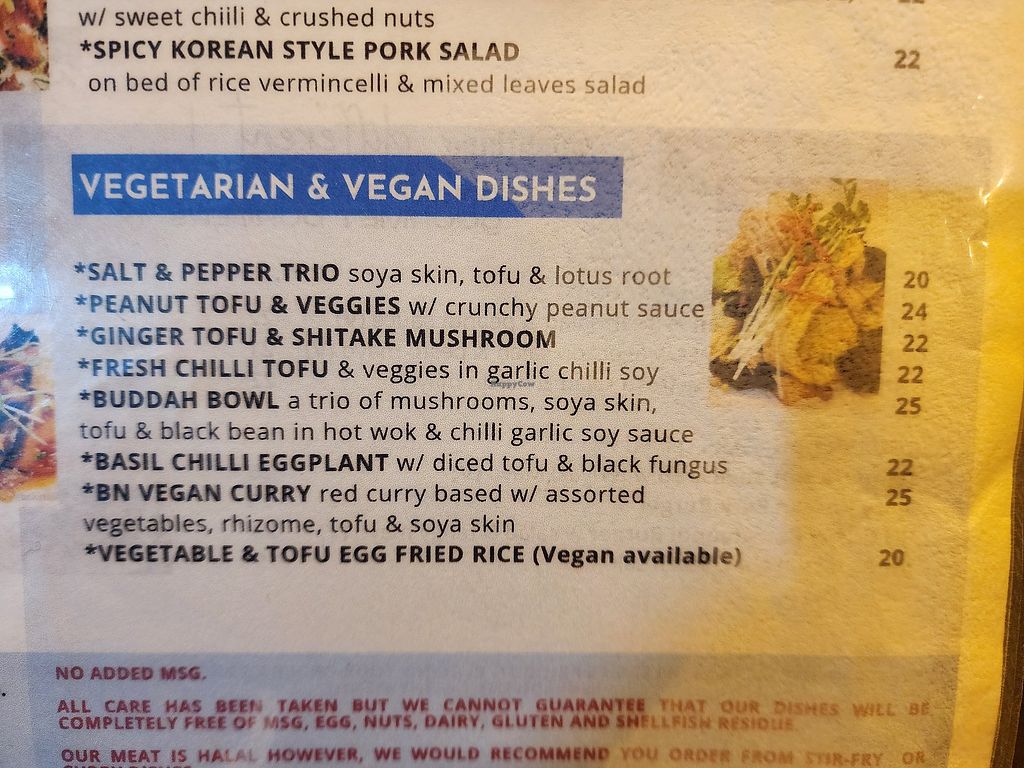 w/ sweet chiili & crushed nuts
*SPICY KOREAN STYLE PORK SALAD 22
on bed of rice vermincelli & mixed leaves salad
VEGETARIAN & VEGAN DISHES
*SALT & PEPPER TRIO soya skin, tofu & lotus root 20
*PEANUT TOFU & VEGGIES w/ crunchy peanut sauce 24
*GINGER TOFU & SHITAKE MUSHROOM 22
*FRESH CHILLI TOFU & veggies in garlic chilli soy 22
HappyCow
*BUDDAH BOWL a trio of mushrooms, soya skin, 25
tofu & black bean in hot wok & chilli garlic soy sauce
*BASIL CHILLI EGGPLANT w/ diced tofu & black fungus 22
*BN VEGAN CURRY red curry based w/ assorted 25
vegetables, rhizome, tofu & soya skin
*VEGETABLE & TOFU EGG FRIED RICE (Vegan available) 20
NO ADDED MSG.
ALL CARE HAS BEEN TAKEN BUT WE CANNOT GUARANTEE THAT OUR DISHES WILL BE
COMPLETELY FREE OF MSG, EGG, NUTS, DAIRY, GLUTEN AND SHELLFISH RESIDUE.
OUR MEAT IS HALAL HOWEVER, WE WOULD RECOMMEND YOU ORDER FROM STIR-FRY OR